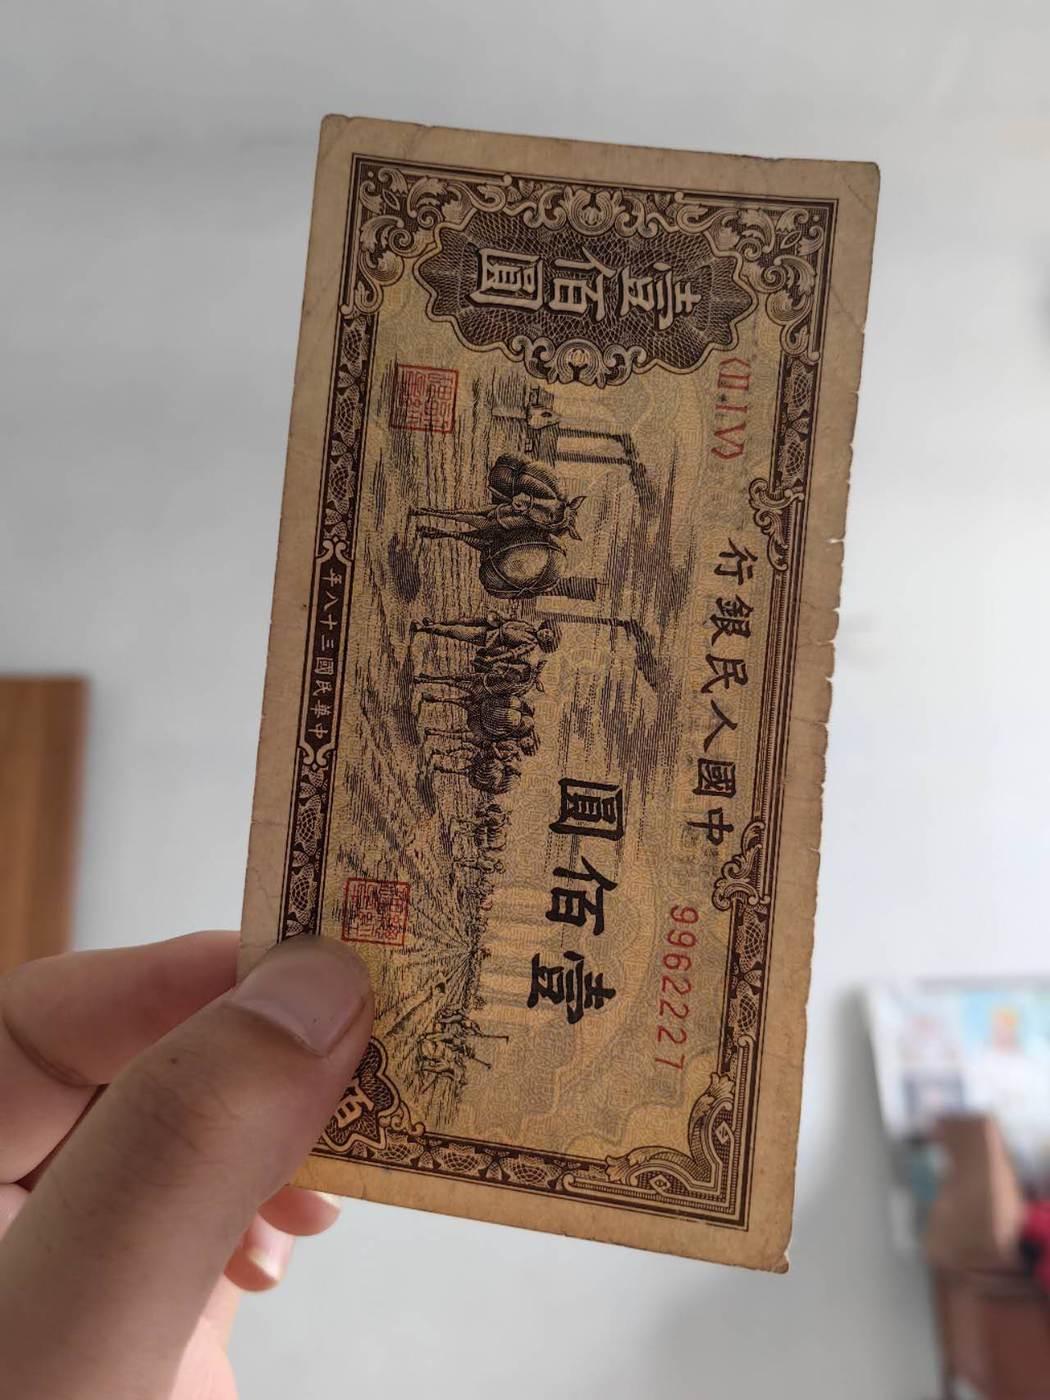 中國人民銀行
〈II I V〉
9962227
壹佰圓
壹佰圓
中華民國三十八年